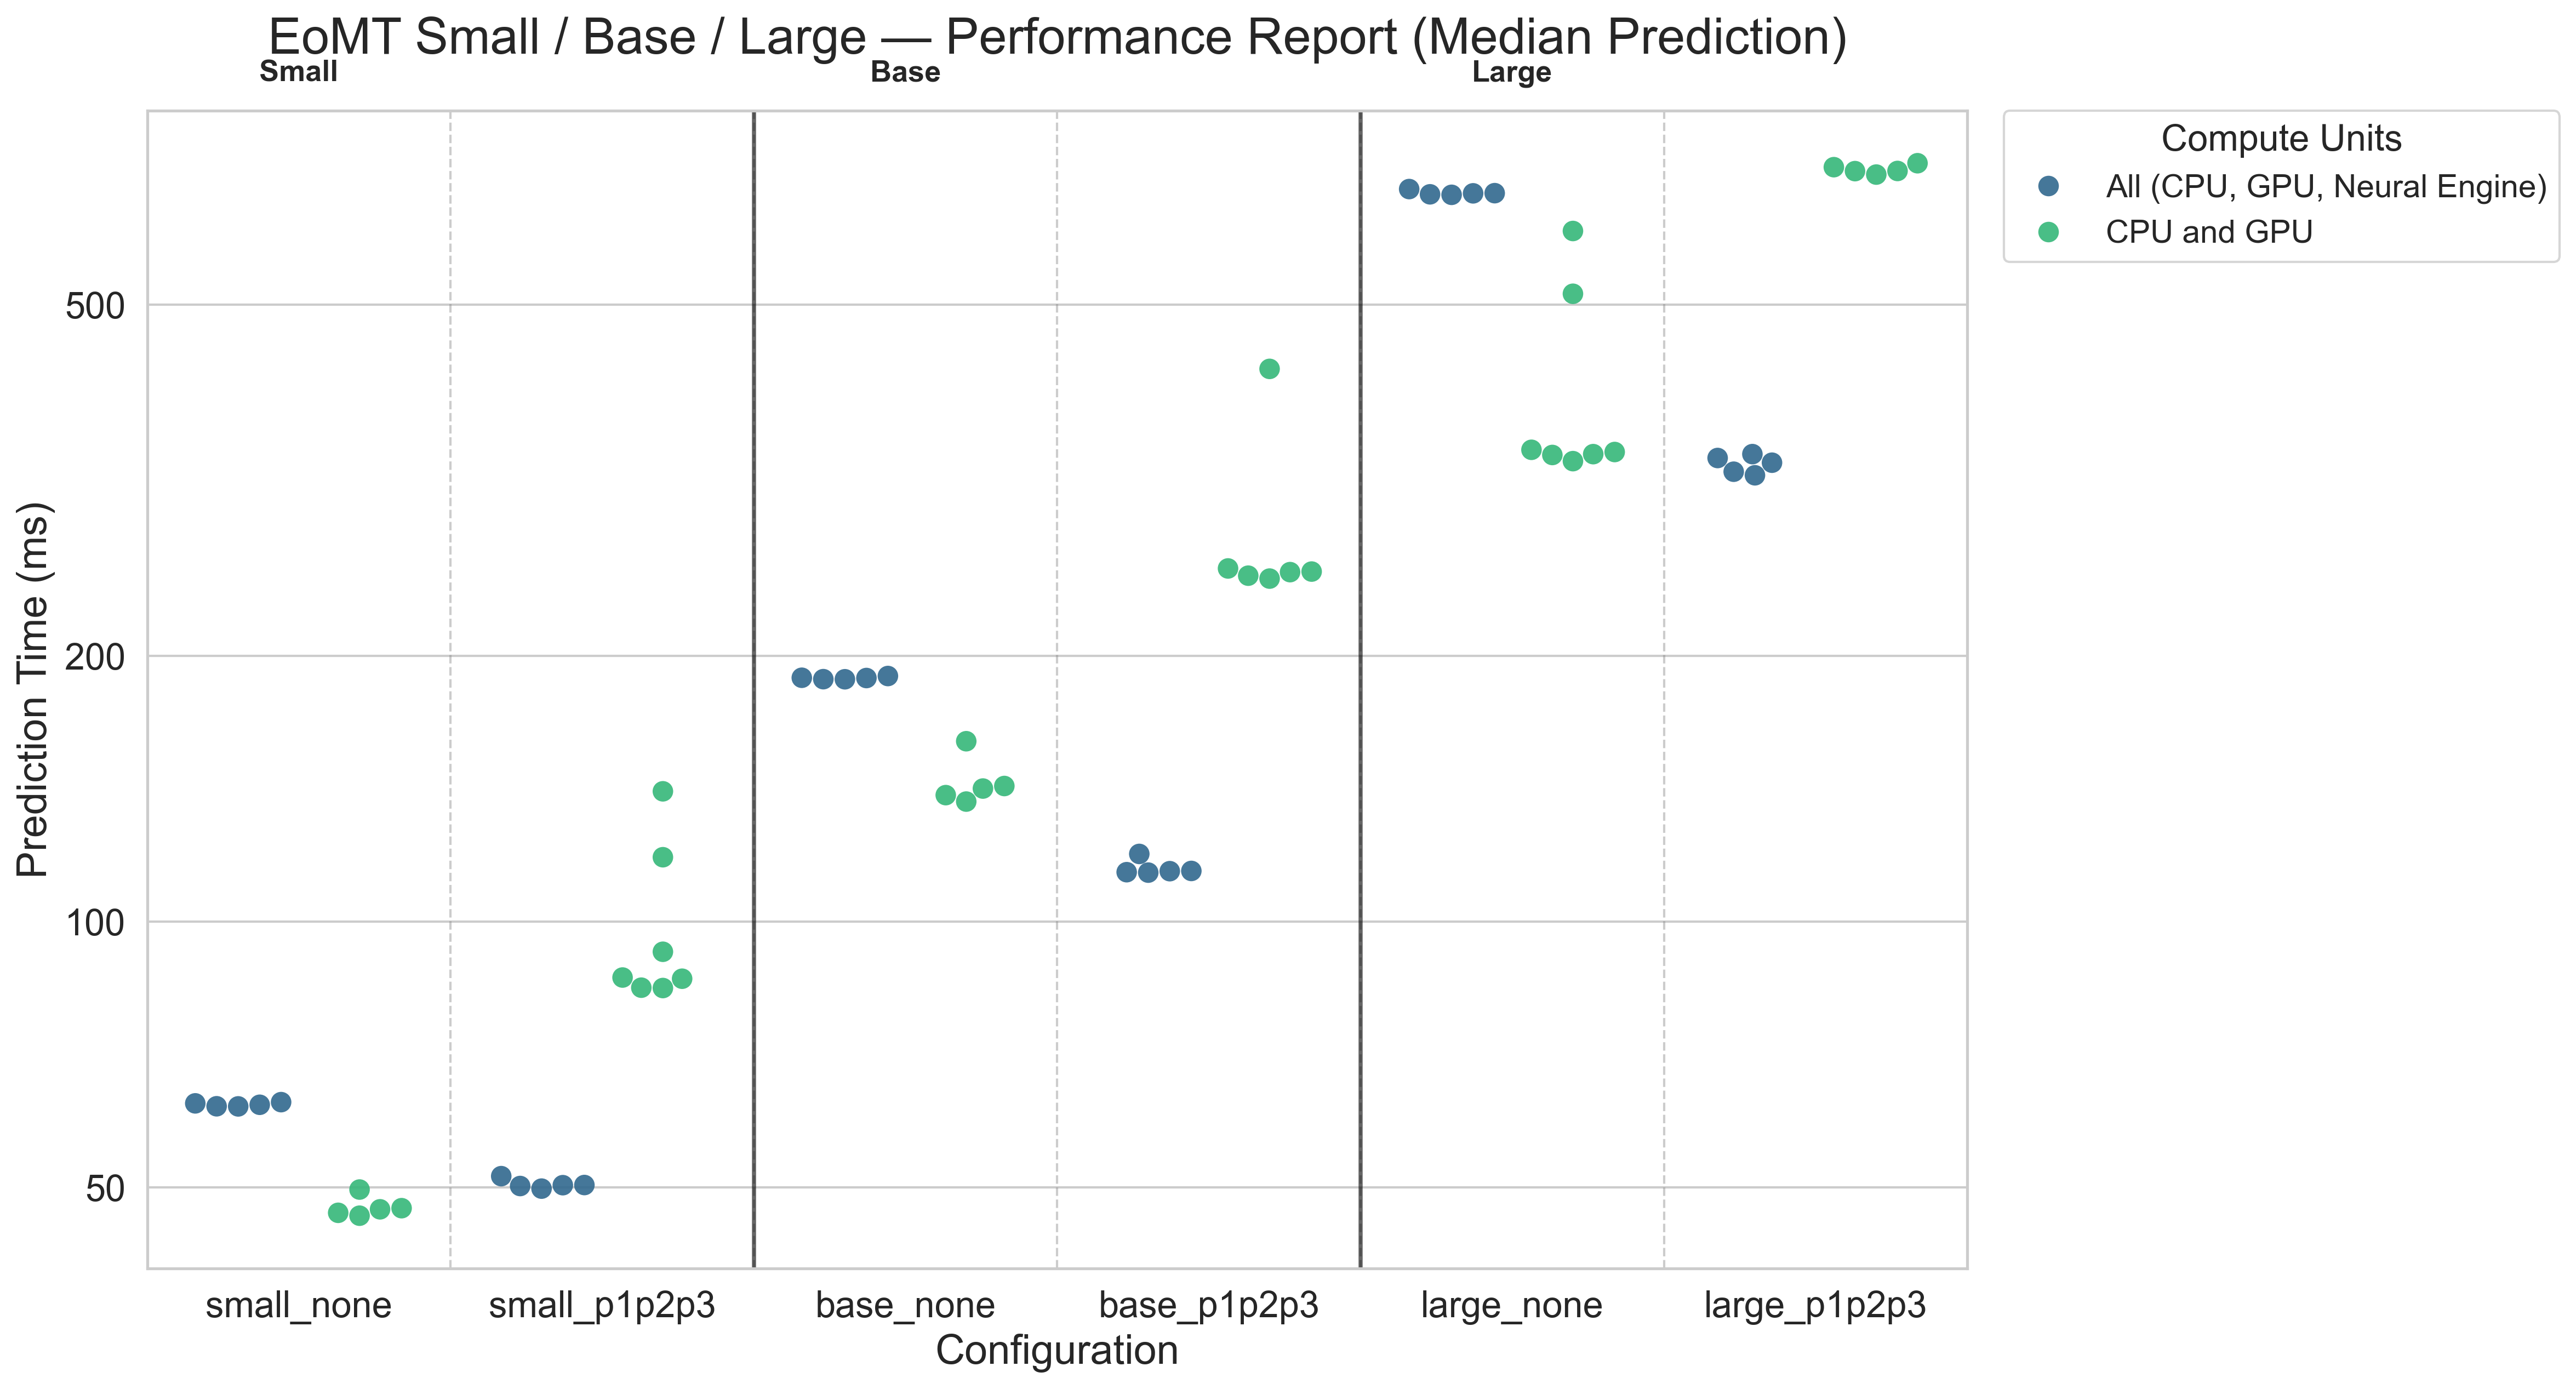 EoMT Small / Base / Large — Performance Report (Median Prediction)
Small
Base
Large
Compute Units
All (CPU, GPU, Neural Engine)
CPU and GPU
Prediction Time (ms)
500
200
100
50
small_none
small_p1p2p3
base_none
base_p1p2p3
large_none
large_p1p2p3
Configuration